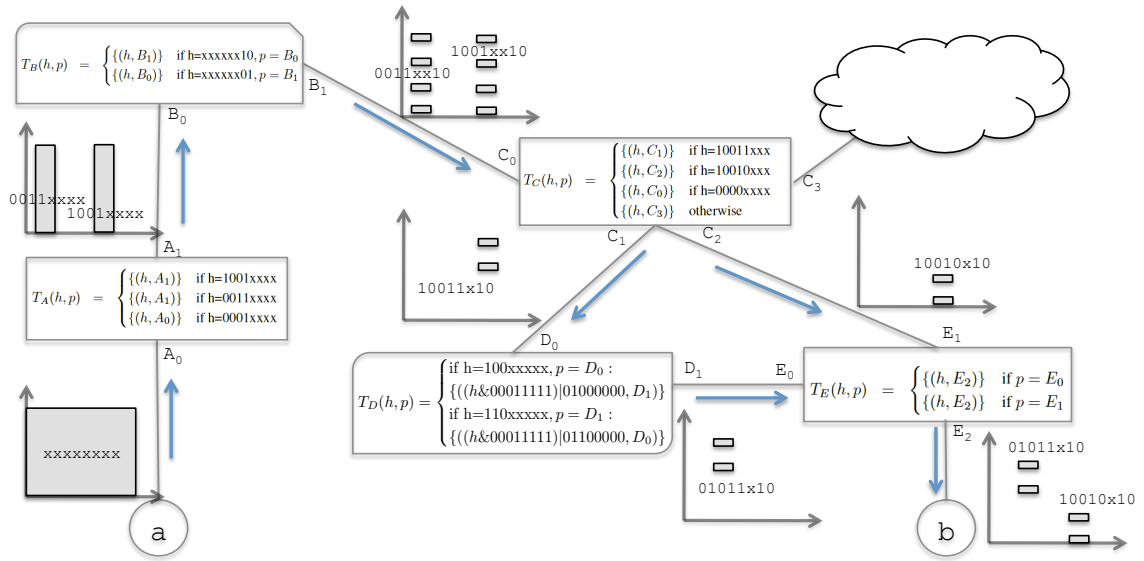 T_B(h,p) = {
{(h, B_1)} if h=xxxxxx10, p = B_0
{(h, B_0)} if h=xxxxxx01, p = B_1
B_1
B_0
0011xx10
1001xx10
C_0
T_C(h,p) = {
{(h, C_1)} if h=10011xxx
{(h, C_2)} if h=10010xxx
{(h, C_0)} if h=0000xxxx
{(h, C_3)} otherwise
C_3
C_1
C_2
0011xxxx
1001xxxx
A_1
T_A(h,p) = {
{(h, A_1)} if h=1001xxxx
{(h, A_1)} if h=0011xxxx
{(h, A_0)} if h=0001xxxx
A_0
xxxxxxxx
a
10011x10
10010x10
D_0
T_D(h,p) = {
if h=100xxxxx, p = D_0 :
{((h&00011111)|01000000, D_1)}
if h=110xxxxx, p = D_1 :
{((h&00011111)|01100000, D_0)}
D_1
E_0
E_1
T_E(h,p) = {
{(h, E_2)} if p = E_0
{(h, E_2)} if p = E_1
E_2
01011x10
01011x10
10010x10
b